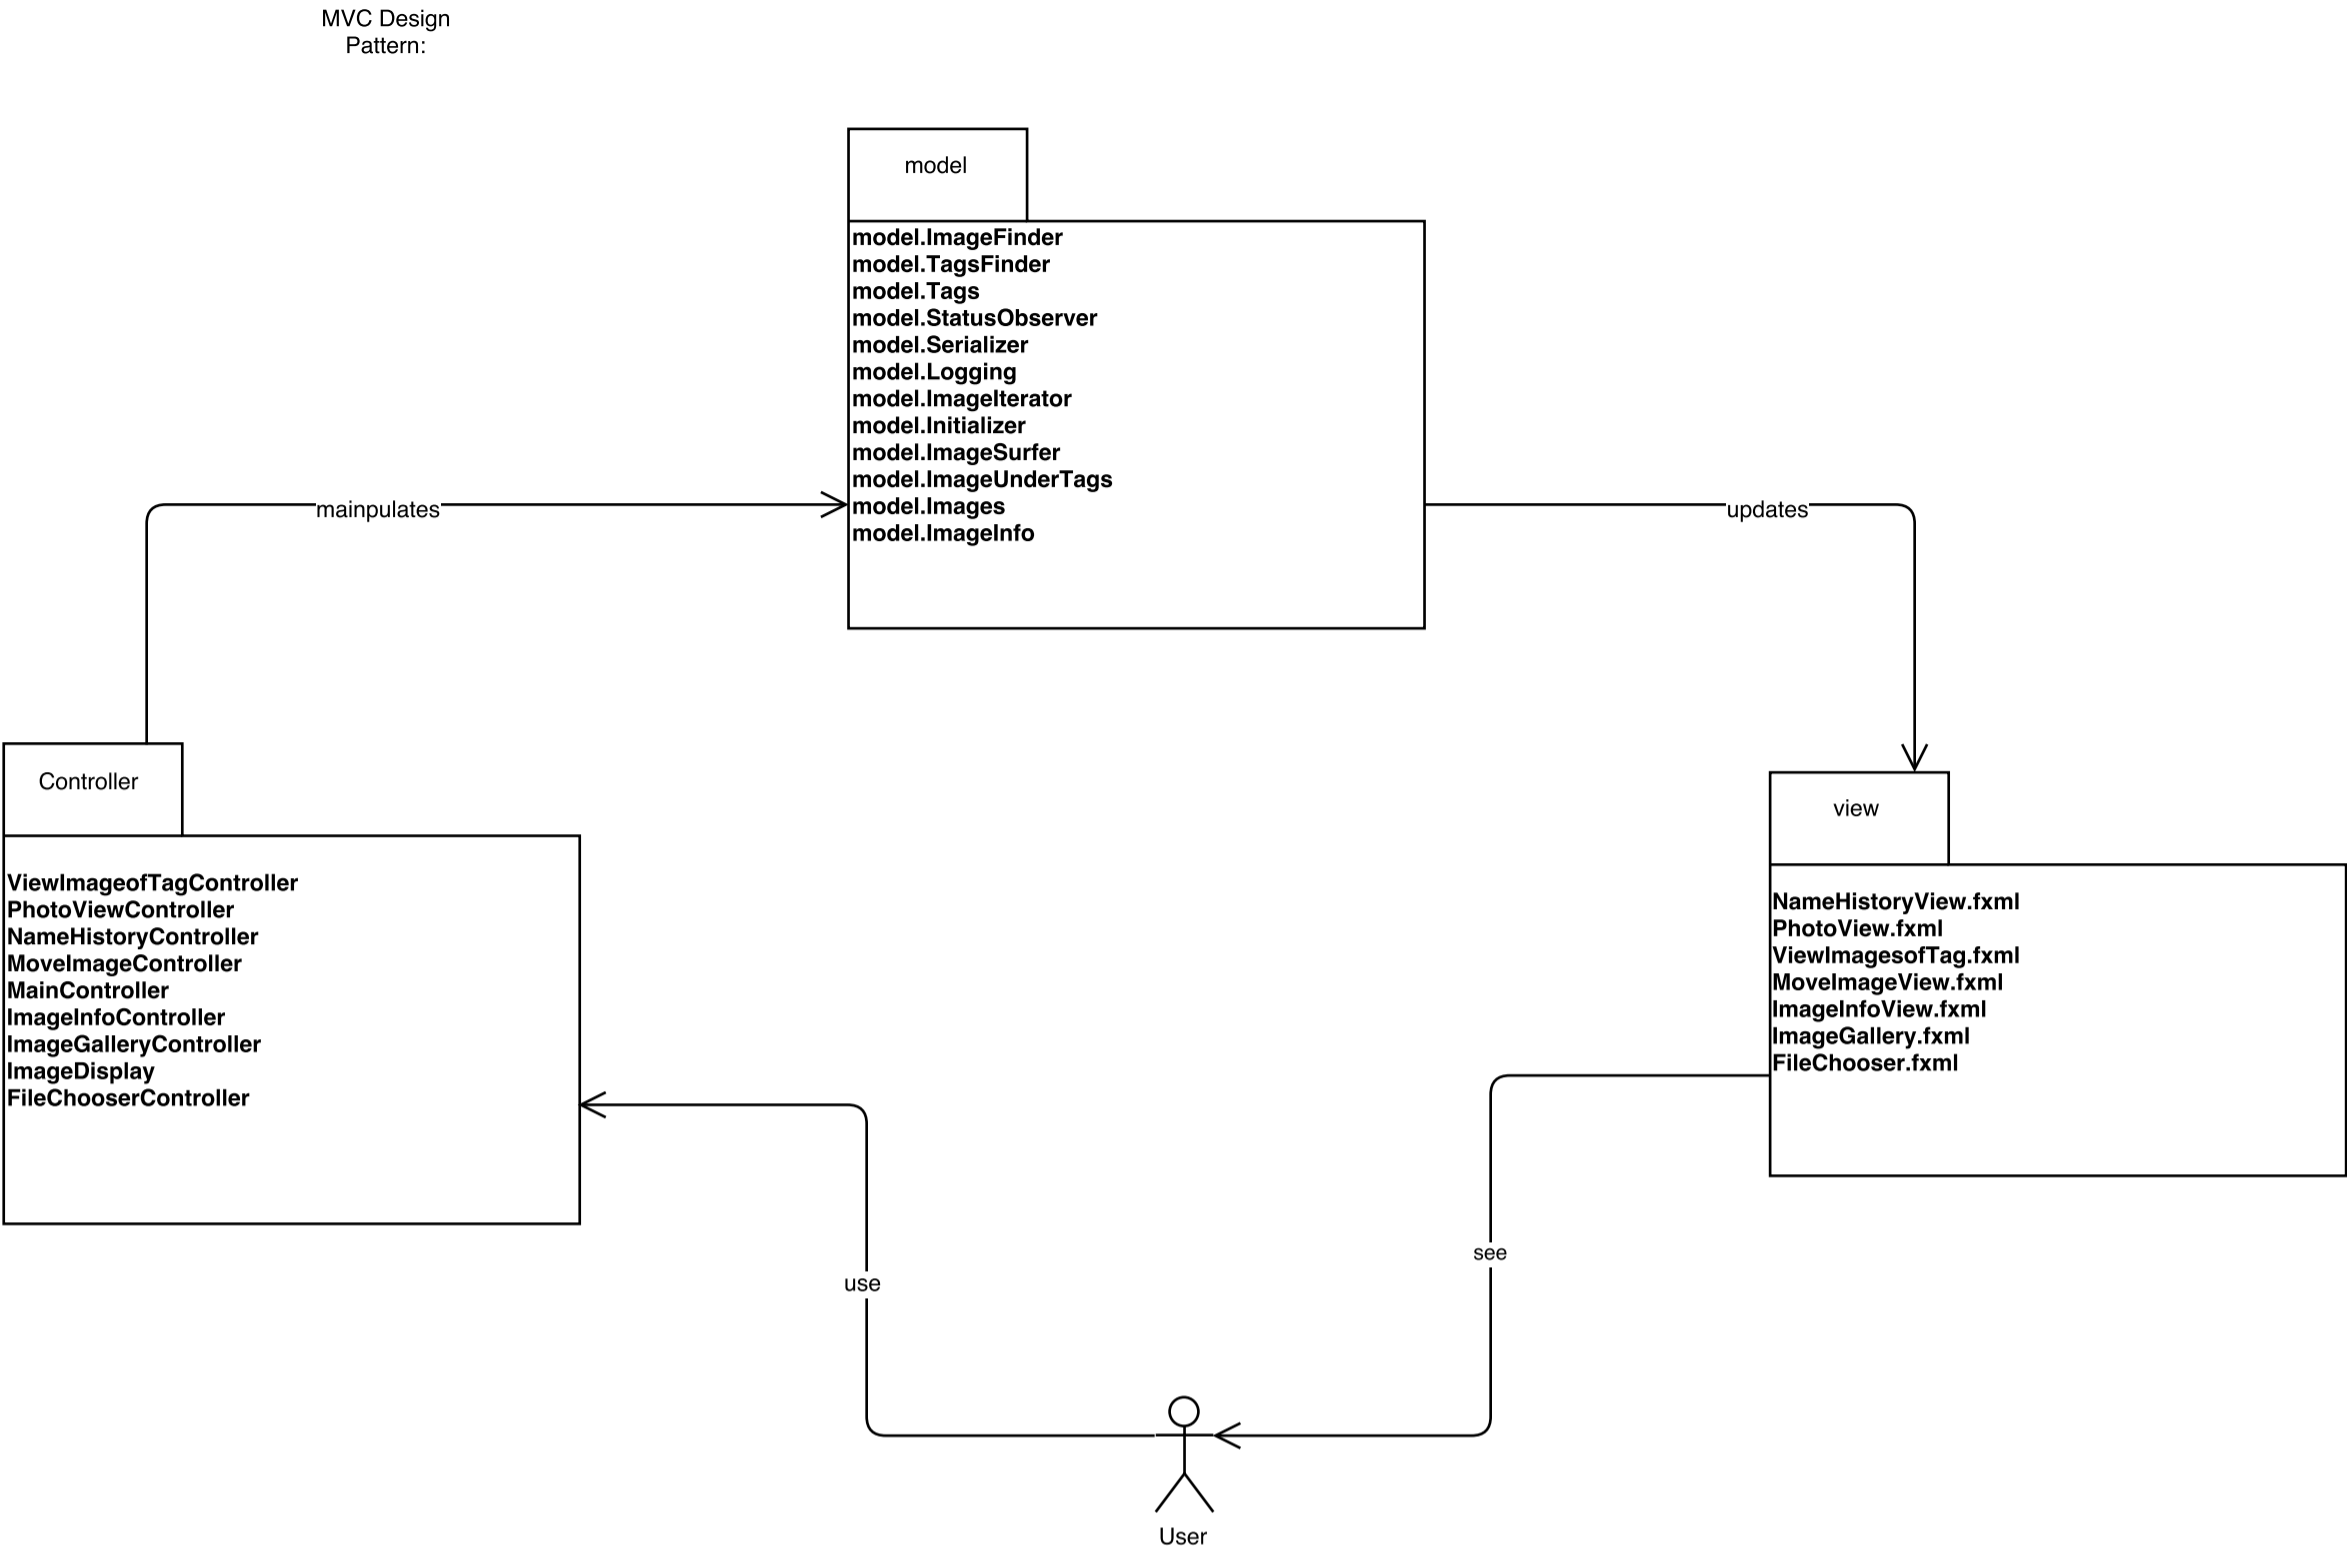 MVC Design
Pattern:
model
model.ImageFinder
model.TagsFinder
model.Tags
model.StatusObserver
model.Serializer
model.Logging
model.ImageIterator
model.Initializer
model.ImageSurfer
model.ImageUnderTags
model.Images
model.ImageInfo
mainpulates
updates
Controller
ViewImageofTagController
PhotoViewController
NameHistoryController
MoveImageController
MainController
ImageInfoController
ImageGalleryController
ImageDisplay
FileChooserController
view
NameHistoryView.fxml
PhotoView.fxml
ViewImagesofTag.fxml
MoveImageView.fxml
ImageInfoView.fxml
ImageGallery.fxml
FileChooser.fxml
see
use
User